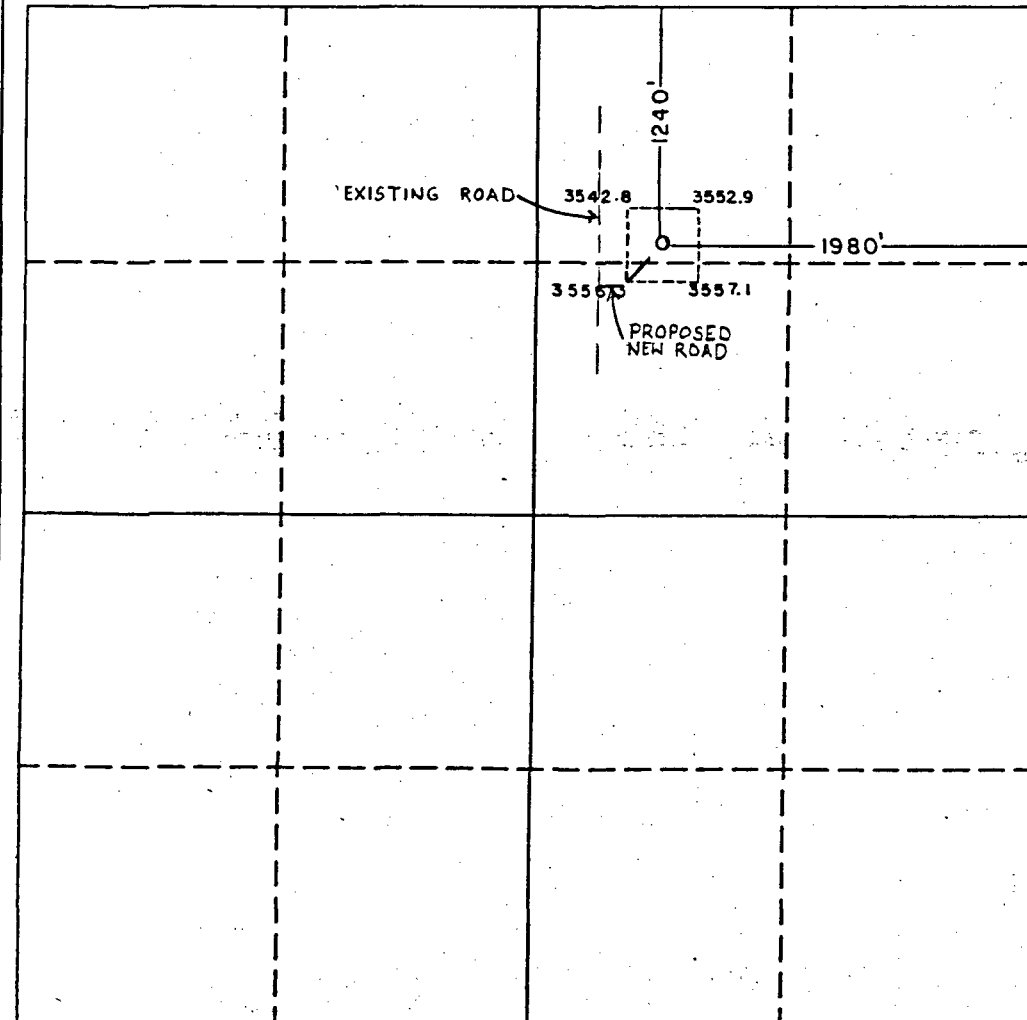 1240'
EXISTING ROAD
3542.8
3552.9
1980'
3557.1
PROPOSED
NEW ROAD